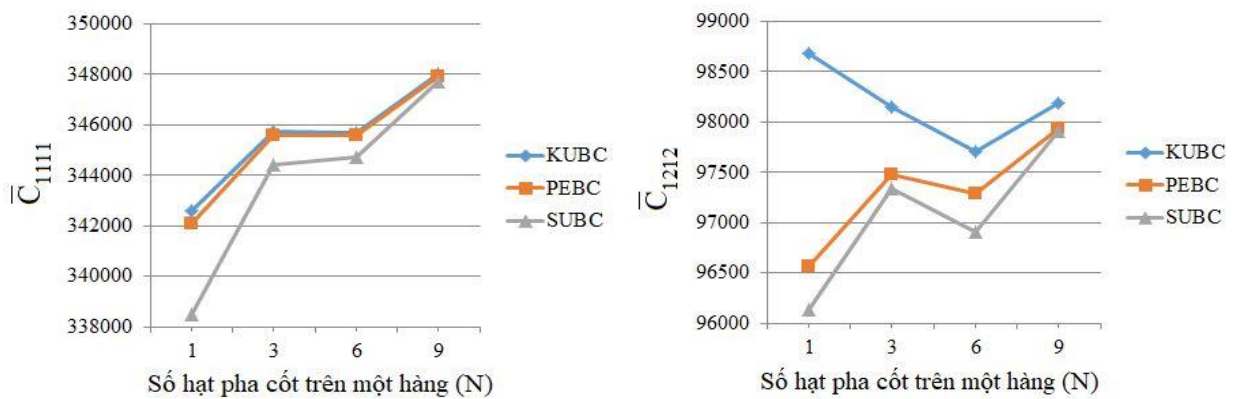 350000
348000
346000
344000
342000
340000
338000
C̅1111
1 3 6 9
Số hạt pha cốt trên một hàng (N)
KUBC
PEBC
SUBC
99000
98500
98000
97500
97000
96500
96000
C̅1212
1 3 6 9
Số hạt pha cốt trên một hàng (N)
KUBC
PEBC
SUBC